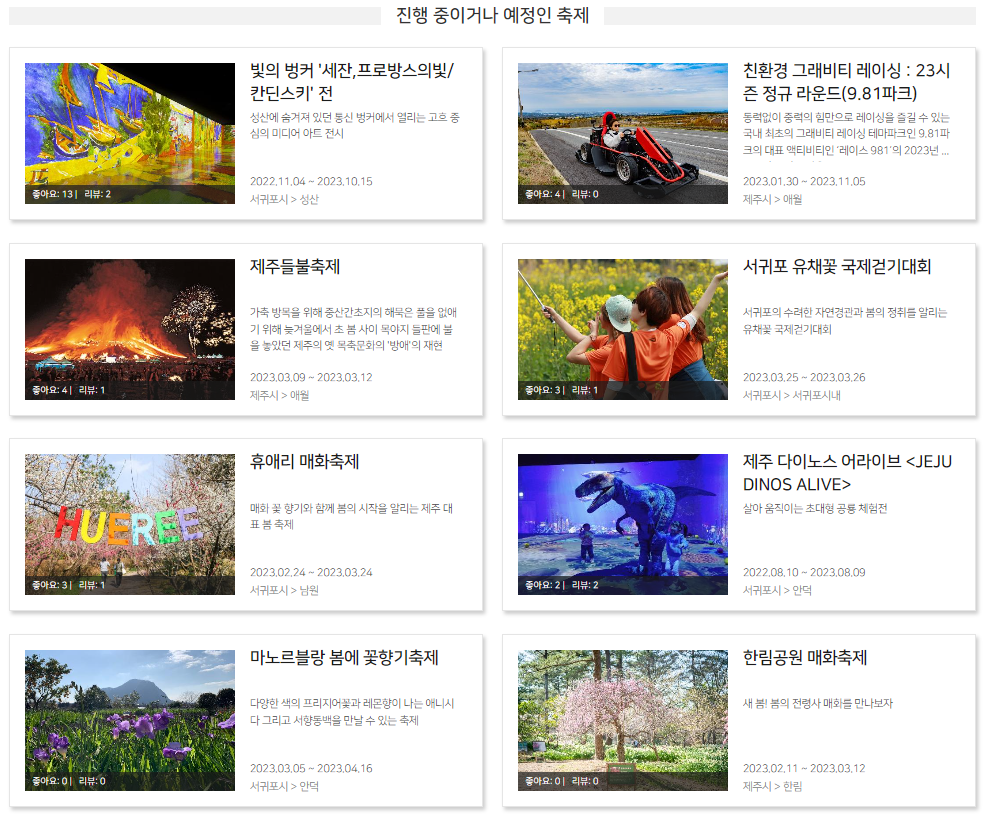 진행 중이거나 예정인 축제
빛의 벙커 '세잔,프로방스의빛/
칸딘스키' 전
성산에 숨겨져 있던 통신 벙커에서 열리는 고흐 중
심의 미디어 아트 전시
2022.11.04 ~ 2023.10.15
서귀포시 > 성산
좋아요: 13 | 리뷰: 2
친환경 그래비티 레이싱 : 23시
즌 정규 라운드(9.81파크)
동력없이 중력의 힘만으로 레이싱을 즐길 수 있는
국내 최초의 그래비티 레이싱 테마파크인 9.81파
크의 대표 액티비티인 '레이스 981'의 2023년 ...
2023.01.30 ~ 2023.11.05
제주시 > 애월
좋아요: 4 | 리뷰: 0
제주들불축제
가축 방목을 위해 중산간초지의 해묵은 풀을 없애
기 위해 늦겨울에서 초 봄 사이 목야지 들판에 불
을 놓았던 제주의 옛 목축문화의 '방애'의 재현
2023.03.09 ~ 2023.03.12
제주시 > 애월
좋아요: 4 | 리뷰: 1
서귀포 유채꽃 국제걷기대회
서귀포의 수려한 자연경관과 봄의 정취를 알리는
유채꽃 국제걷기대회
2023.03.25 ~ 2023.03.26
서귀포시 > 서귀포시내
좋아요: 3 | 리뷰: 1
휴애리 매화축제
매화 꽃 향기와 함께 봄의 시작을 알리는 제주 대
표 봄 축제
2023.02.24 ~ 2023.03.24
서귀포시 > 남원
HUEREE
좋아요: 3 | 리뷰: 1
제주 다이노스 어라이브 <JEJU
DINOS ALIVE>
살아 움직이는 초대형 공룡 체험전
2022.08.10 ~ 2023.08.09
서귀포시 > 안덕
좋아요: 2 | 리뷰: 2
마노르블랑 봄에 꽃향기축제
다양한 색의 프리지어꽃과 레몬향이 나는 애니시
다 그리고 서향동백을 만날 수 있는 축제
2023.03.05 ~ 2023.04.16
서귀포시 > 안덕
좋아요: 0 | 리뷰: 0
한림공원 매화축제
새 봄! 봄의 전령사 매화를 만나보자
2023.02.11 ~ 2023.03.12
제주시 > 한림
좋아요: 0 | 리뷰: 0